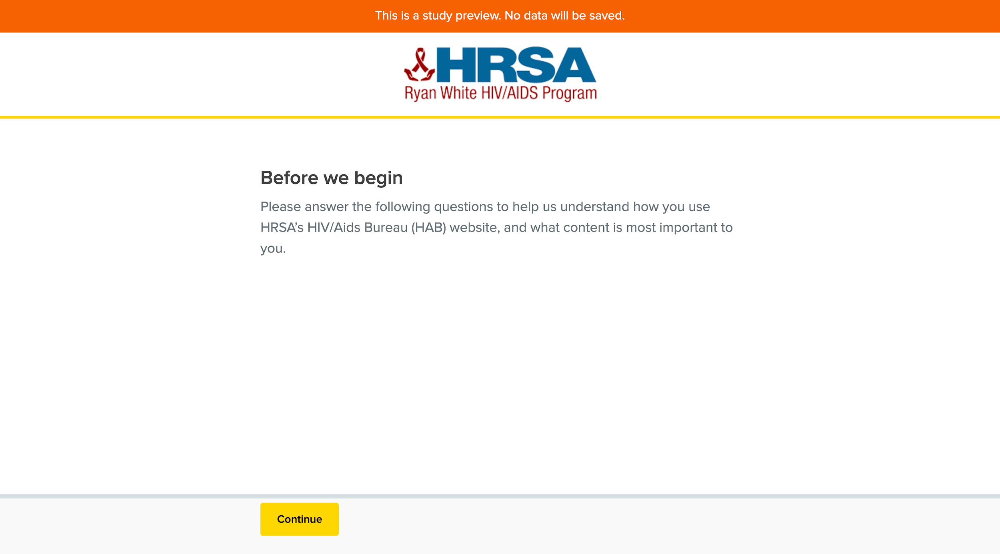 This is a study preview. No data will be saved.
HRSA
Ryan White HIV/AIDS Program
Before we begin
Please answer the following questions to help us understand how you use
HRSA’s HIV/Aids Bureau (HAB) website, and what content is most important to
you.
Continue